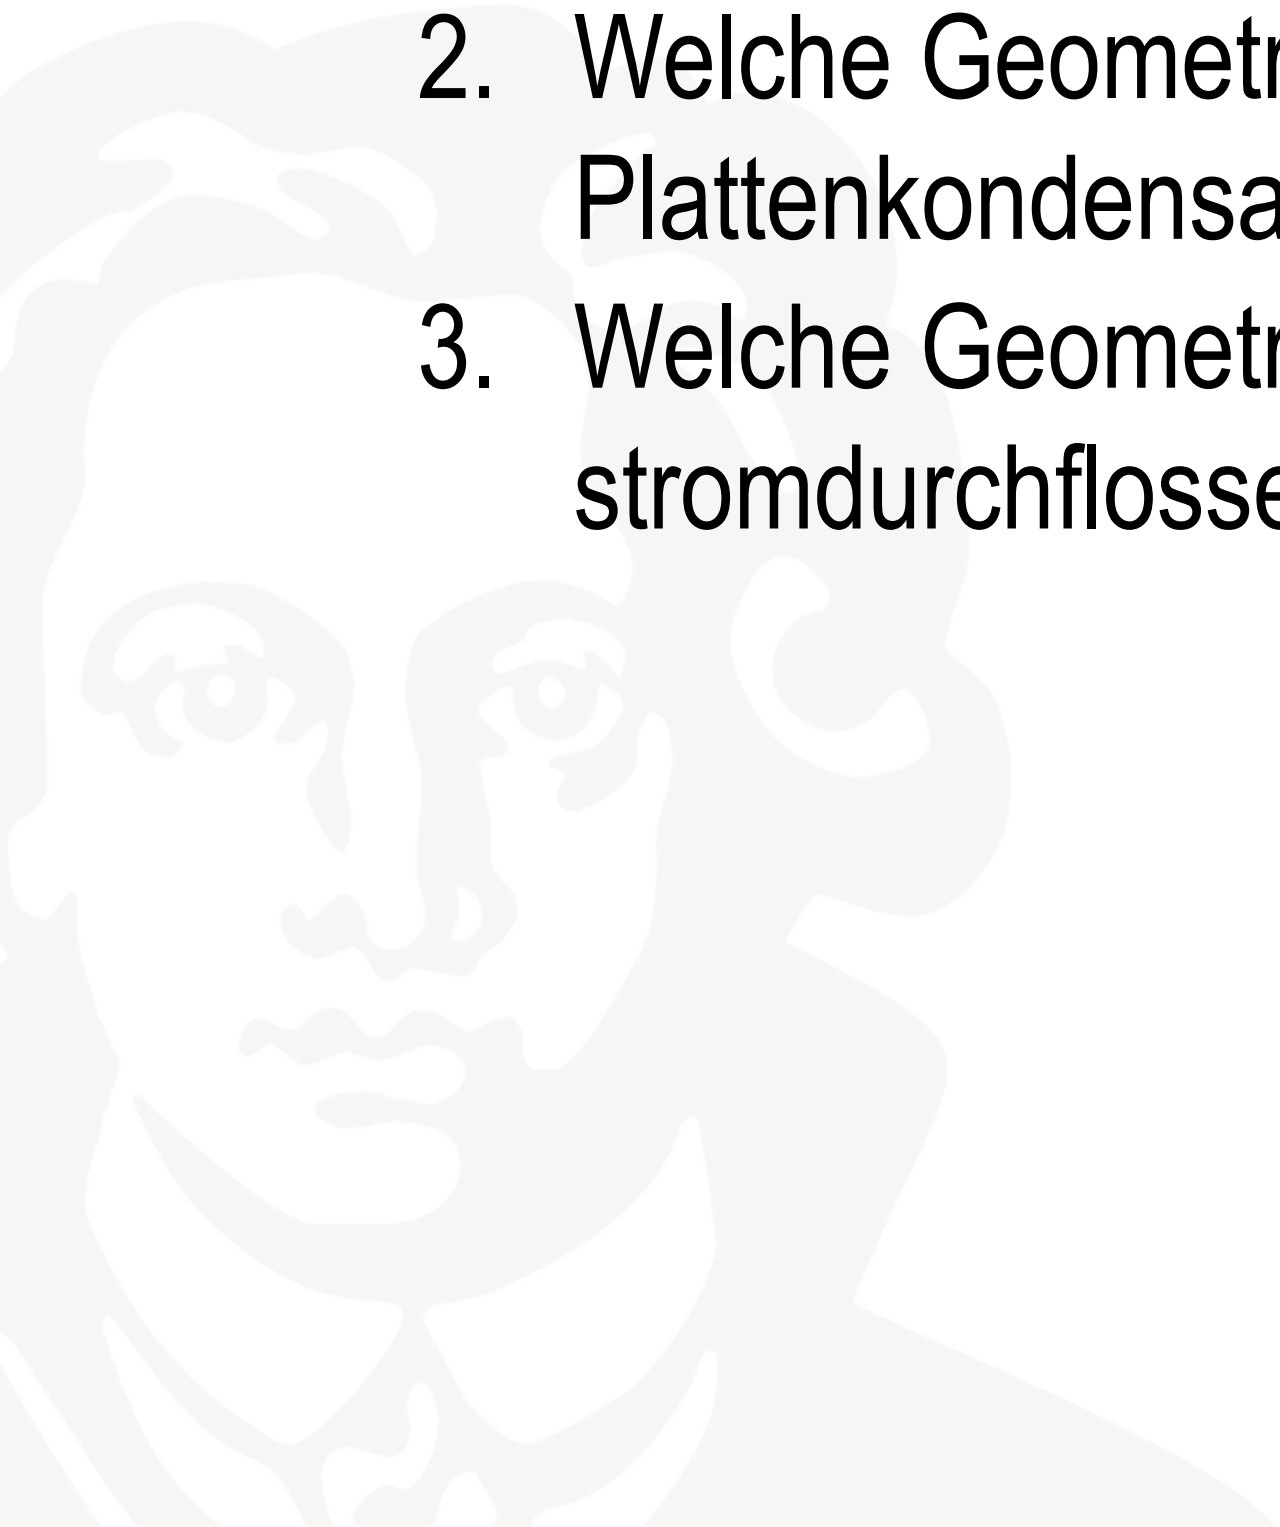 2. Welche Geometr
Plattenkondensa
3. Welche Geometr
stromdurchflosse